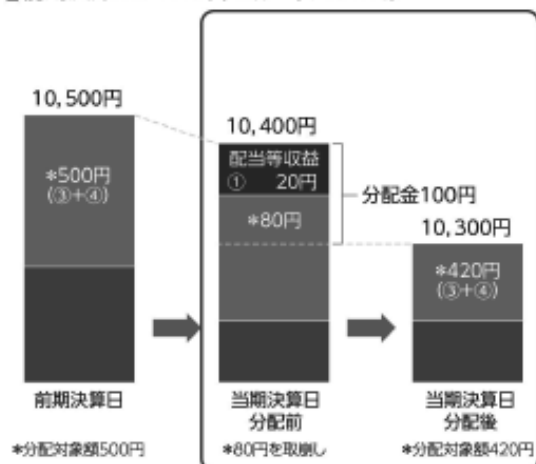 10,500円
*500円
(③+④)
前期決算日
*分配対象額500円
10,400円
配当等収益
① 20円
*80円
分配金100円
当期決算日
分配前
*80円を取崩し
10,300円
*420円
(③+④)
当期決算日
分配後
*分配対象額420円